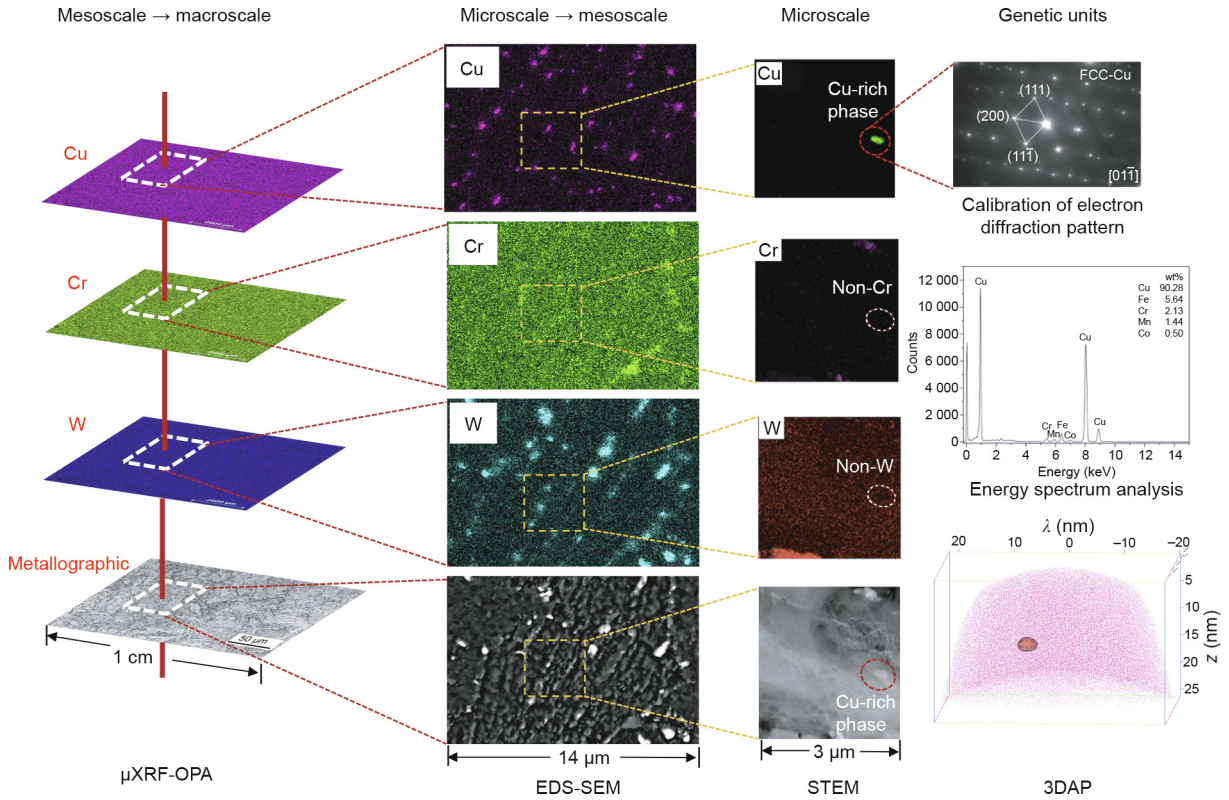 Mesoscale → macroscale
Microscale → mesoscale
Microscale
Genetic units
Cu
Cr
W
Metallographic
50 μm
1 cm
μXRF-OPA
Cu
Cr
W
14 μm
EDS-SEM
Cu
Cu-rich
phase
Cr
Non-Cr
W
Non-W
Cu-rich
phase
3 μm
STEM
FCC-Cu
(111)
(200)
(111̄)
[011̄]
Calibration of electron
diffraction pattern
wt%
Cu 90.28
Fe 5.64
Cr 2.13
Mn 1.44
Co 0.50
12 000
10 000
8 000
6 000
4 000
2 000
0
Counts
Cu
Cu
Cr
Mn
Fe
Co
Cu
0 2 4 6 8 10 12 14
Energy (keV)
Energy spectrum analysis
λ (nm)
20 10 0 −10 −20
5
10
15
20
25
z (nm)
3DAP